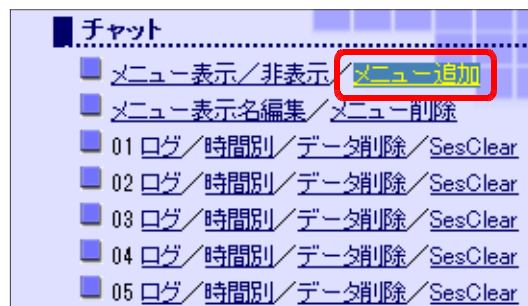 チャット
メニュー表示／非表示／メニュー追加
メニュー表示名編集／メニュー削除
01 ログ／時間別／データ削除／SesClear
02 ログ／時間別／データ削除／SesClear
03 ログ／時間別／データ削除／SesClear
04 ログ／時間別／データ削除／SesClear
05 ログ／時間別／データ削除／SesClear